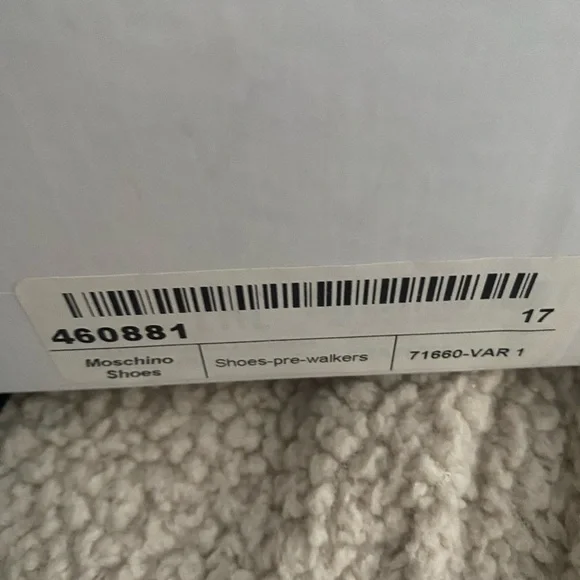 460881 17
Moschino Shoes-pre-walkers 71660-VAR 1
Shoes